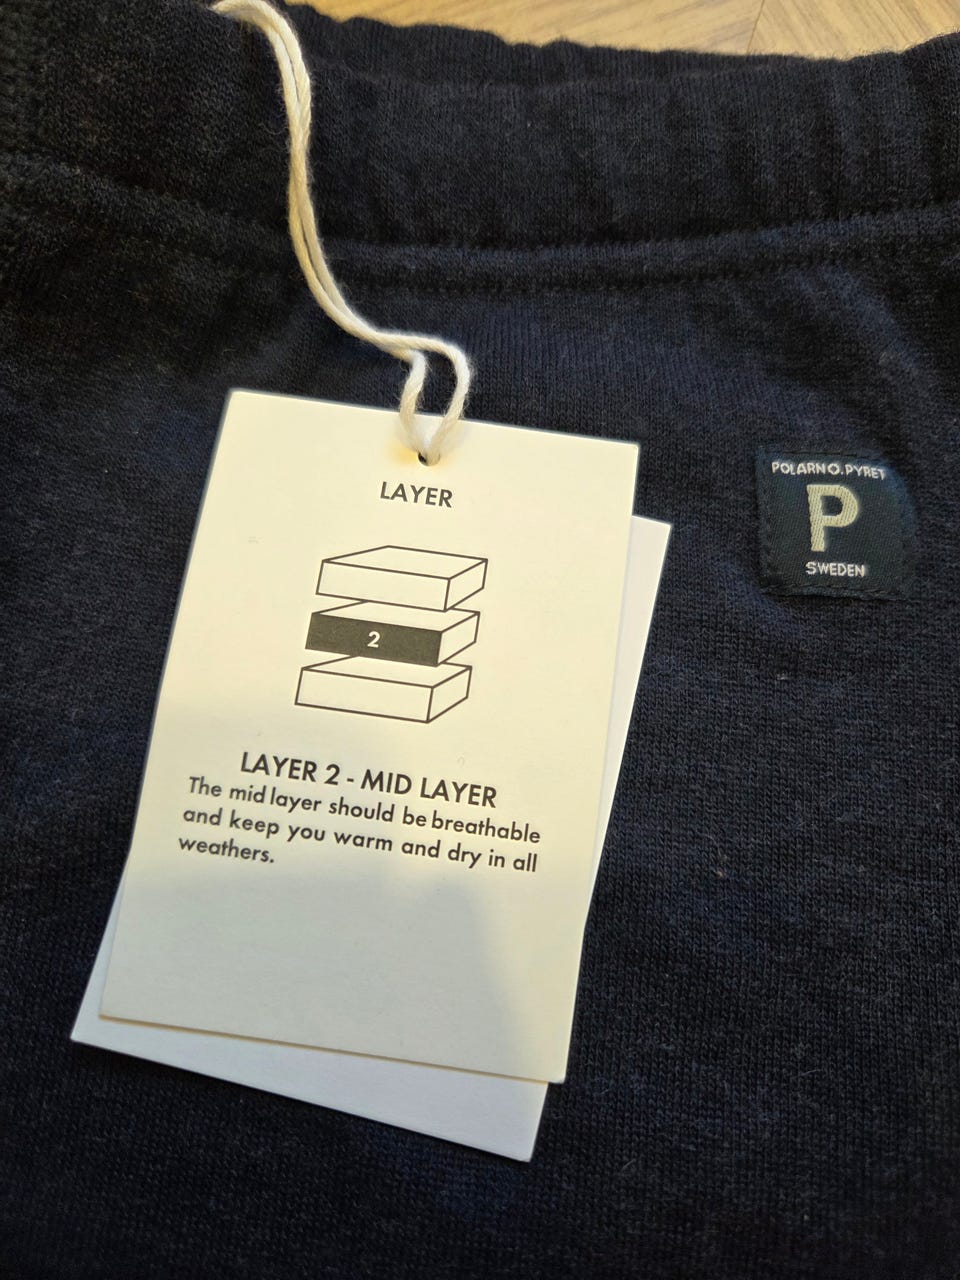 LAYER
2
LAYER 2 - MID LAYER
The mid layer should be breathable
and keep you warm and dry in all
weathers.
POLARN O. PYRET
P
SWEDEN